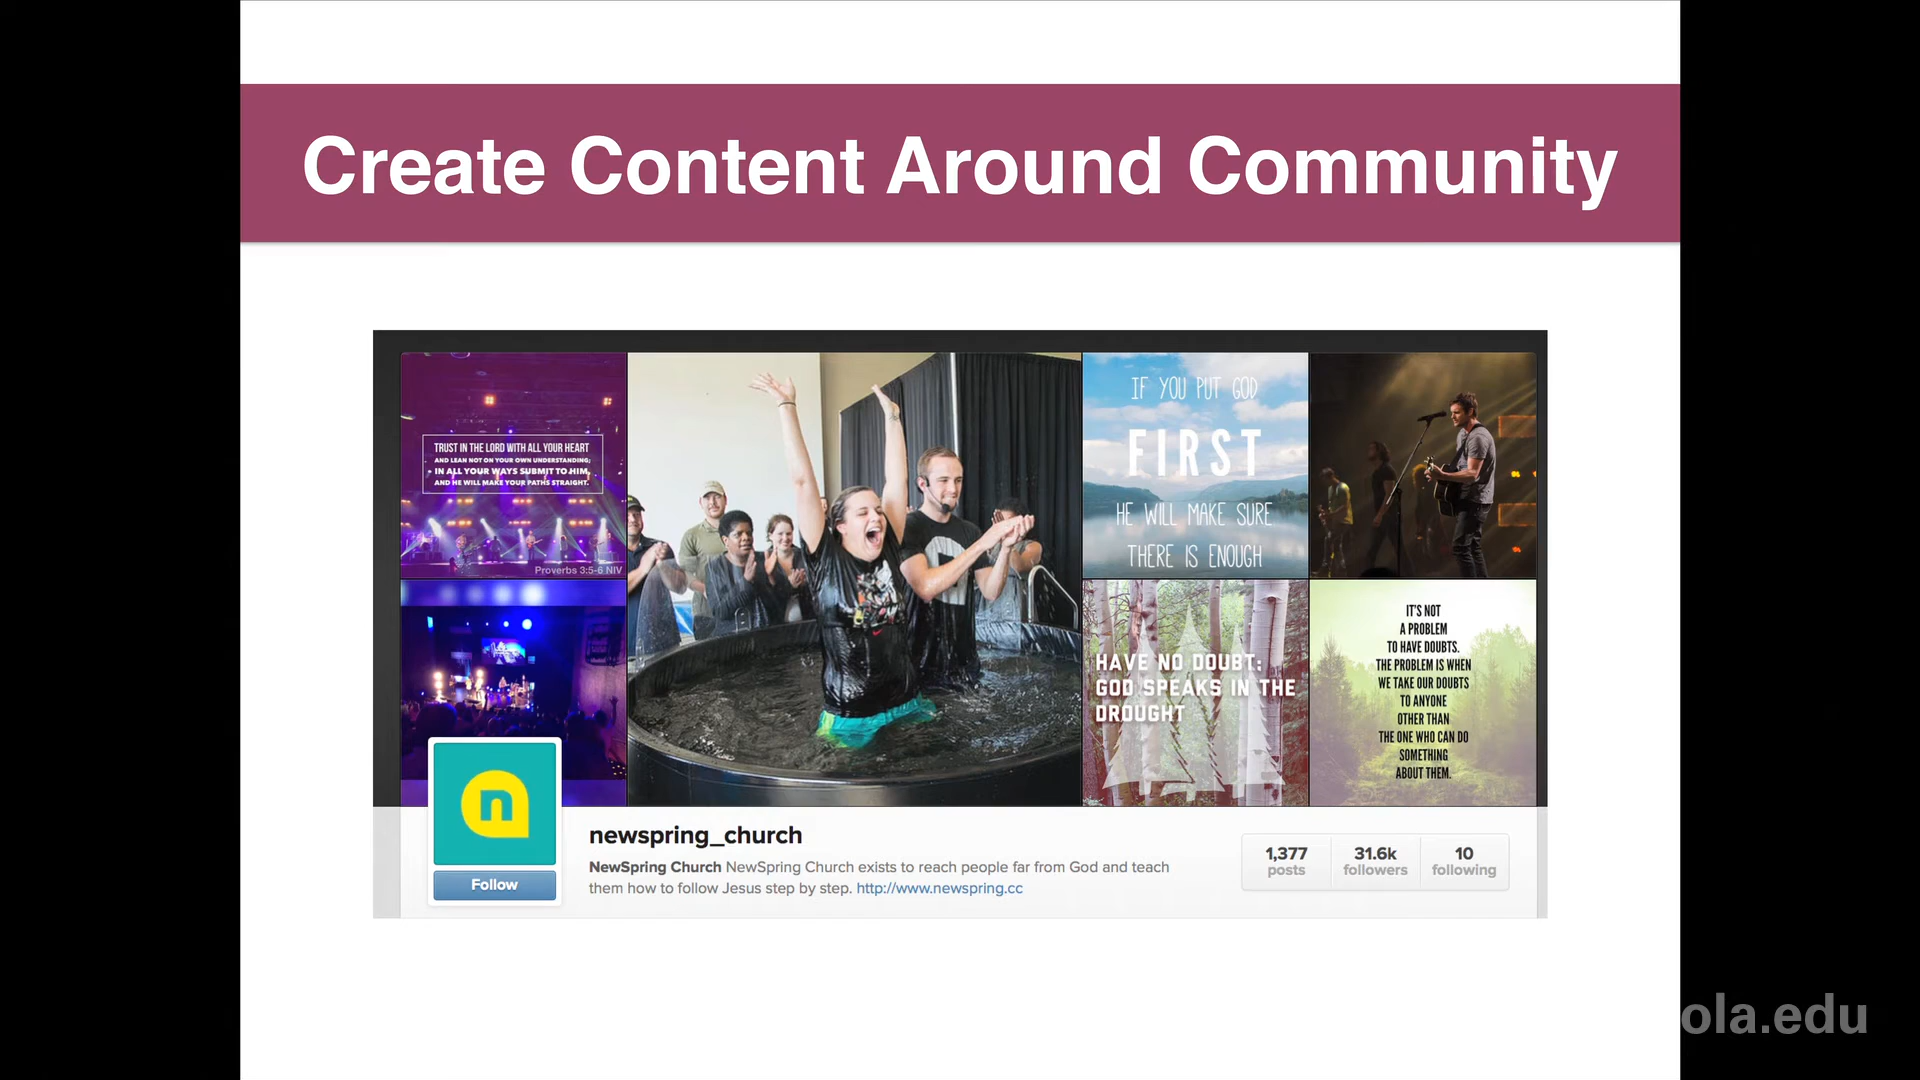 Create Content Around Community
TRUST IN THE LORD WITH ALL YOUR HEART
AND LEAN NOT ON YOUR OWN UNDERSTANDING;
IN ALL YOUR WAYS SUBMIT TO HIM,
AND HE WILL MAKE YOUR PATHS STRAIGHT.
Proverbs 3:5-6 NIV
IF YOU PUT GOD
FIRST
HE WILL MAKE SURE
THERE IS ENOUGH
HAVE NO DOUBT:
GOD SPEAKS IN THE
DROUGHT
IT'S NOT
A PROBLEM
TO HAVE DOUBTS.
THE PROBLEM IS WHEN
WE TAKE OUR DOUBTS
TO ANYONE
OTHER THAN
THE ONE WHO CAN DO
SOMETHING
ABOUT THEM.
n
Follow
newspring_church
NewSpring Church NewSpring Church exists to reach people far from God and teach
them how to follow Jesus step by step. http://www.newspring.cc
1,377
posts
31.6k
followers
10
following
ola.edu